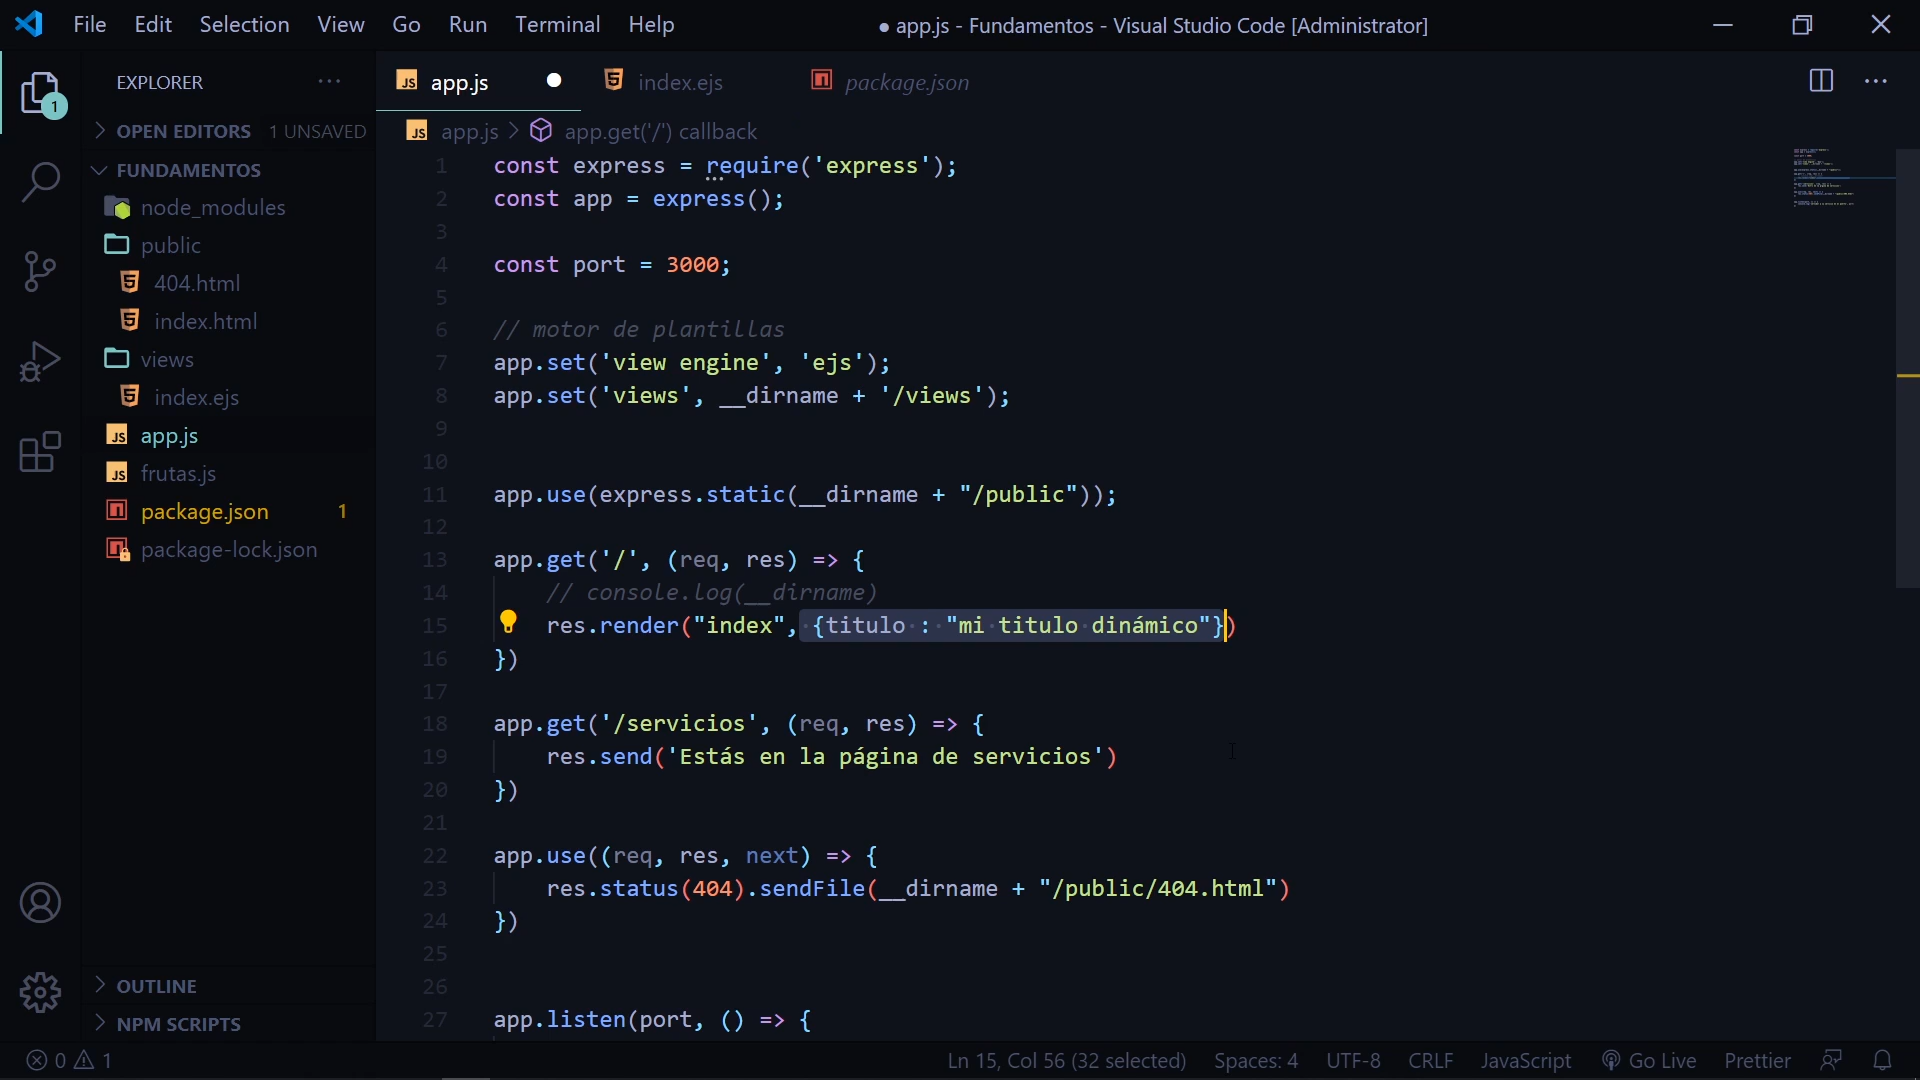 File Edit Selection View Go Run Terminal Help
● app.js - Fundamentos - Visual Studio Code [Administrator]
1
EXPLORER
OPEN EDITORS 1 UNSAVED
FUNDAMENTOS
node_modules
public
404.html
index.html
views
index.ejs
app.js
frutas.js
package.json 1
package-lock.json
OUTLINE
NPM SCRIPTS
JS app.js
index.ejs
package.json
JS app.js > app.get('/') callback
1 const express = require('express');
2 const app = express();
3
4 const port = 3000;
5
6 // motor de plantillas
7 app.set('view engine', 'ejs');
8 app.set('views', __dirname + '/views');
9
10
11 app.use(express.static(__dirname + "/public"));
12
13 app.get('/', (req, res) => {
14 // console.log(__dirname)
15 res.render("index", {titulo : "mi titulo dinámico"})
16 })
17
18 app.get('/servicios', (req, res) => {
19 res.send('Estás en la página de servicios')
20 })
21
22 app.use((req, res, next) => {
23 res.status(404).sendFile(__dirname + "/public/404.html")
24 })
25
26
27 app.listen(port, () => {
0 1
Ln 15, Col 56 (32 selected) Spaces: 4 UTF-8 CRLF JavaScript Go Live Prettier